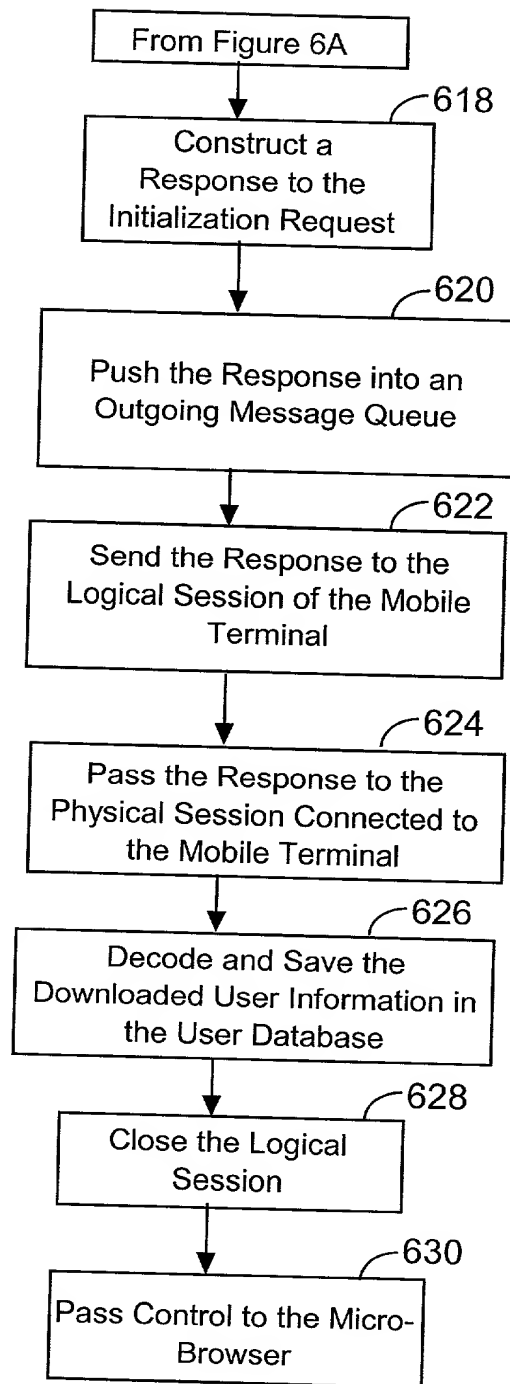 From Figure 6A
618
Construct a
Response to the
Initialization Request
620
Push the Response into an
Outgoing Message Queue
622
Send the Response to the
Logical Session of the Mobile
Terminal
624
Pass the Response to the
Physical Session Connected to
the Mobile Terminal
626
Decode and Save the
Downloaded User Information in
the User Database
628
Close the Logical
Session
630
Pass Control to the Micro-
Browser